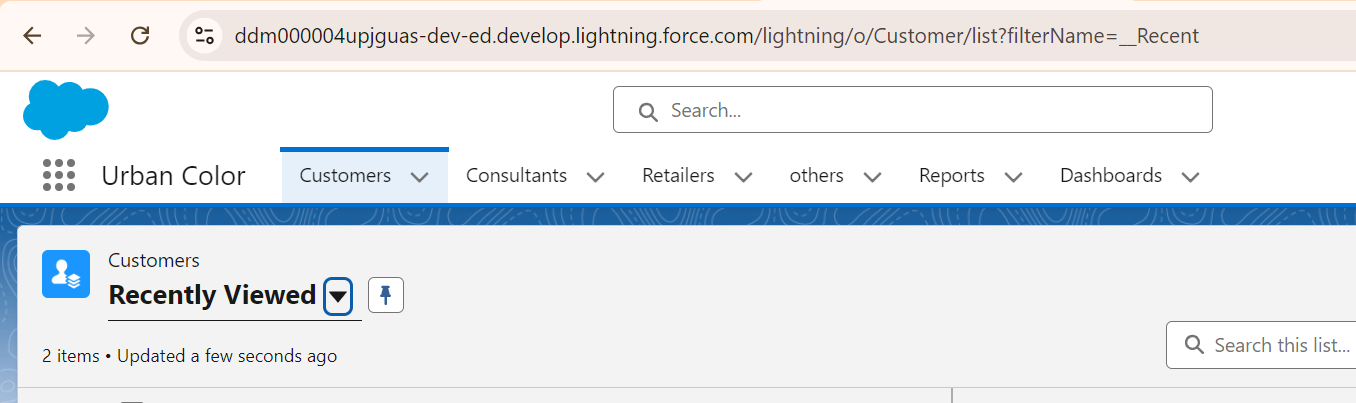 ddm000004upjguas-dev-ed.develop.lightning.force.com/lightning/o/Customer/list?filterName=__Recent
Search...
Urban Color Customers Consultants Retailers others Reports Dashboards
Customers
Recently Viewed
2 items • Updated a few seconds ago
Search this list...